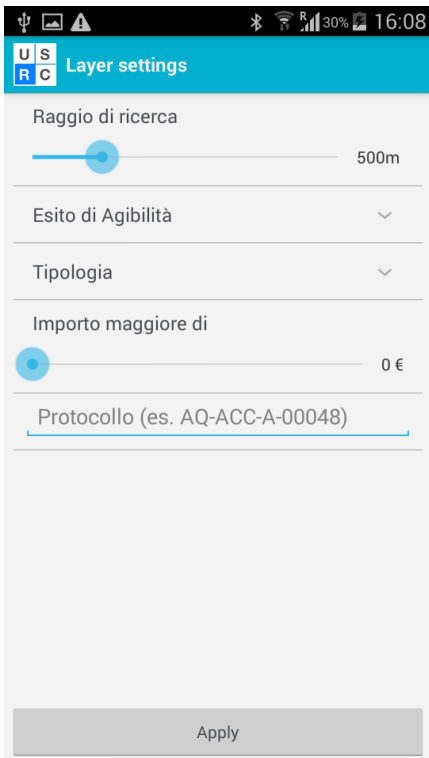 R
30%
16:08
U S
R C
Layer settings
Raggio di ricerca
500m
Esito di Agibilità
Tipologia
Importo maggiore di
0 €
Protocollo (es. AQ-ACC-A-00048)
Apply